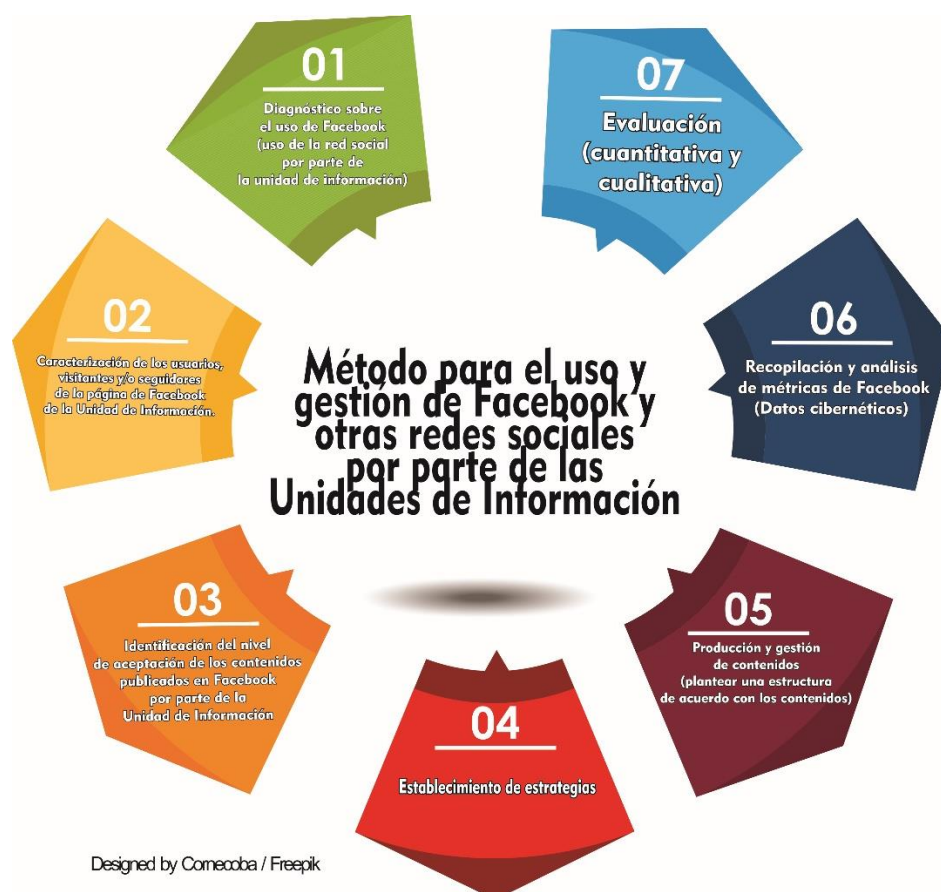 Método para el uso y
gestión de Facebook y
otras redes sociales
por parte de las
Unidades de Información
01
Diagnóstico sobre
el uso de Facebook
(uso de la red social
por parte de
la unidad de información)
02
Caracterización de los usuarios,
visitantes y/o seguidares
de la página de Facebook
de la Unidad de Información.
03
Identificación del nivel
de aceptación de los contenidos
publicados en Facebook
por parte de la
Unidad de Información
04
Establecimiento de estrategias
05
Producción y gestión
de contenidos
(plantear una estructura
de acuerdo con los contenidos)
06
Recopilación y análisis
de métricas de Facebook
(Datos cibernéticos)
07
Evaluación
(cuantitativa y
cualitativa)
Designed by Cornecoba / Freepik